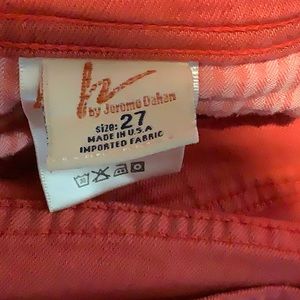 by Jerome Dahan
SIZE: 27
MADE IN U.S.A
IMPORTED FABRIC